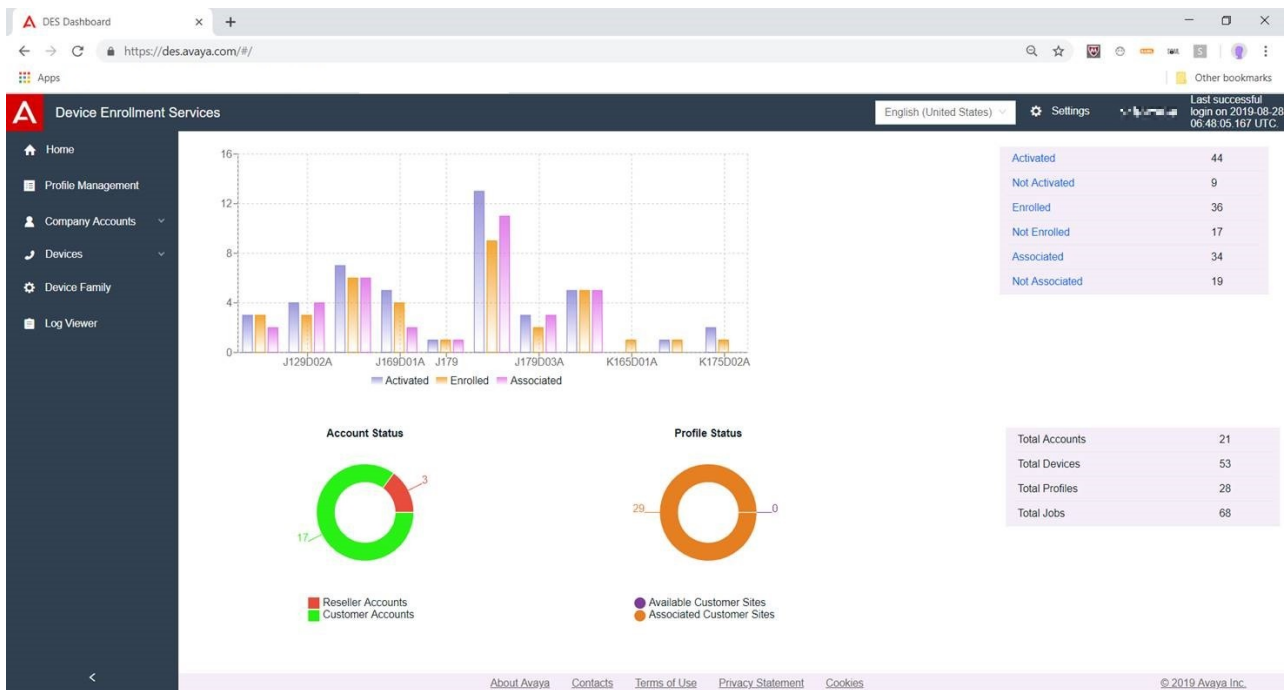 DES Dashboard
https://des.avaya.com/#/
Apps
Other bookmarks
Device Enrollment Services
English (United States)
Settings
Last successful
login on 2019-08-28
06:48:05.167 UTC.
Home
Profile Management
Company Accounts
Devices
Device Family
Log Viewer
16
12
8
4
0
J129D02A
J169D01A
J179
J179D03A
K165D01A
K175D02A
Activated
Enrolled
Associated
Activated 44
Not Activated 9
Enrolled 36
Not Enrolled 17
Associated 34
Not Associated 19
Account Status
3
17
Reseller Accounts
Customer Accounts
Profile Status
29
0
Available Customer Sites
Associated Customer Sites
Total Accounts 21
Total Devices 53
Total Profiles 28
Total Jobs 68
About Avaya Contacts Terms of Use Privacy Statement Cookies
© 2019 Avaya Inc.